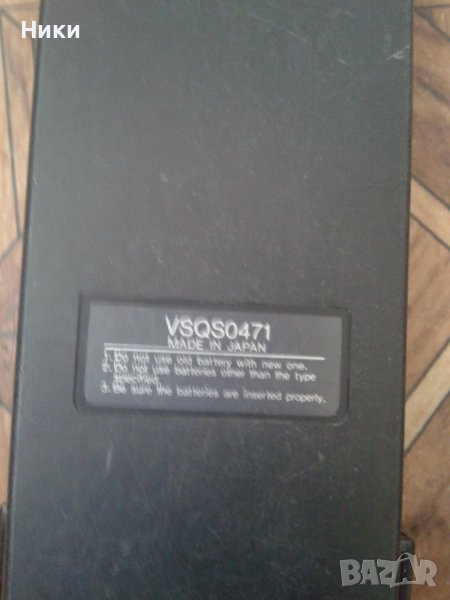 Ники
VSQS0471
MADE IN JAPAN
1. Do not use old battery with new one.
2. Do not use batteries other than the type
specified.
3. Be sure the batteries are inserted properly.
BAZAR